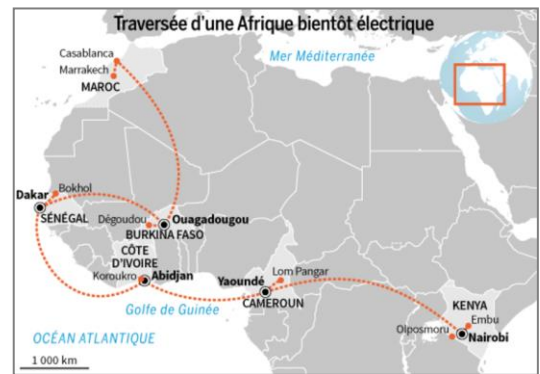 Traversée d'une Afrique bientôt électrique
Casablanca
Marrakech
MAROC
Mer Méditerranée
Bokhol
Dakar
SÉNÉGAL
Dégoudou
Ouagadougou
BURKINA FASO
CÔTE
D'IVOIRE
Koroukro
Abidjan
Yaoundé
Lom Pangar
CAMEROUN
Golfe de Guinée
KENYA
Embu
Olposmoru
Nairobi
OCÉAN ATLANTIQUE
1 000 km